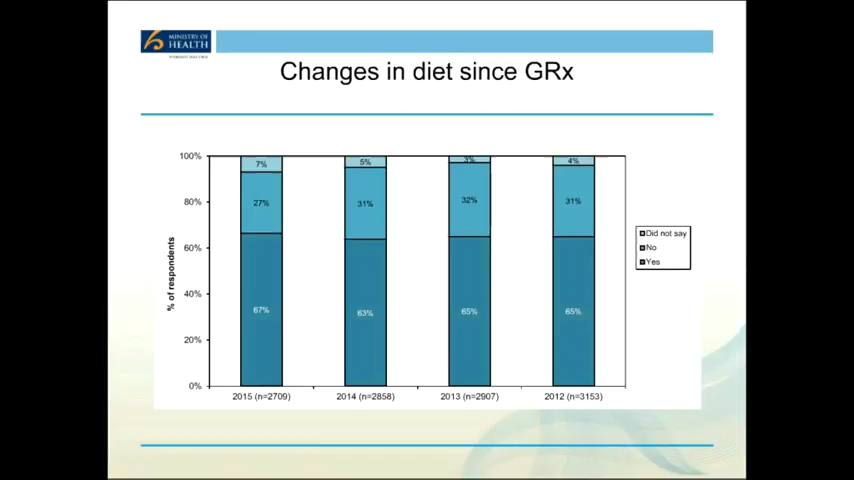 MINISTRY OF
HEALTH
Changes in diet since GRx
100%
80%
60%
40%
20%
0%
% of respondents
7%
5%
3%
4%
27%
31%
32%
31%
67%
63%
65%
65%
2015 (n=2709)
2014 (n=2858)
2013 (n=2907)
2012 (n=3153)
Did not say
No
Yes